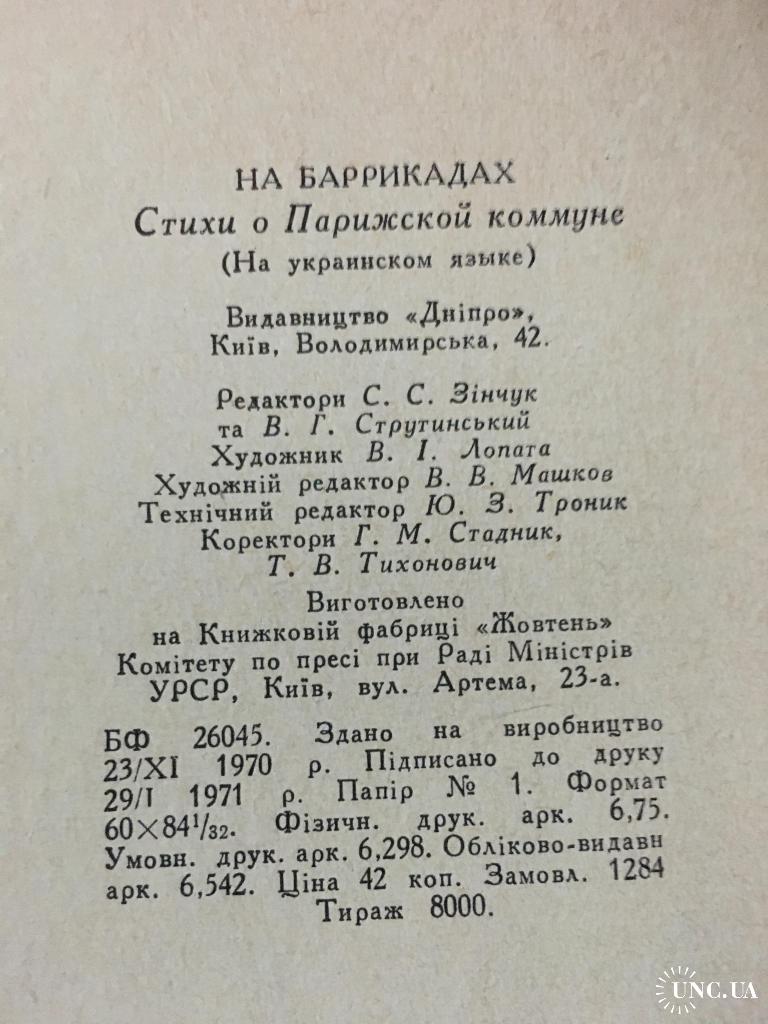 НА БАРРИКАДАХ
Стихи о Парижской коммуне
(На украинском языке)
Видавництво «Дніпро»,
Київ, Володимирська, 42.
Редактори С. С. Зінчук
та В. Г. Стругинський
Художник В. І. Лопата
Художній редактор В. В. Машков
Технічний редактор Ю. З. Троник
Коректори Г. М. Стадник,
Т. В. Тихонович
Виготовлено
на Книжковій фабриці «Жовтень»
Комітету по пресі при Раді Міністрів
УРСР, Київ, вул. Артема, 23-а.
БФ 26045. Здано на виробництво
23/XI 1970 р. Підписано до друку
29/I 1971 р. Папір № 1. Формат
60×84¹/₃₂. Фізичн. друк. арк. 6,75.
Умовн. друк. арк. 6,298. Обліково-видавн
арк. 6,542. Ціна 42 коп. Замовл. 1284
Тираж 8000.
UNC.UA